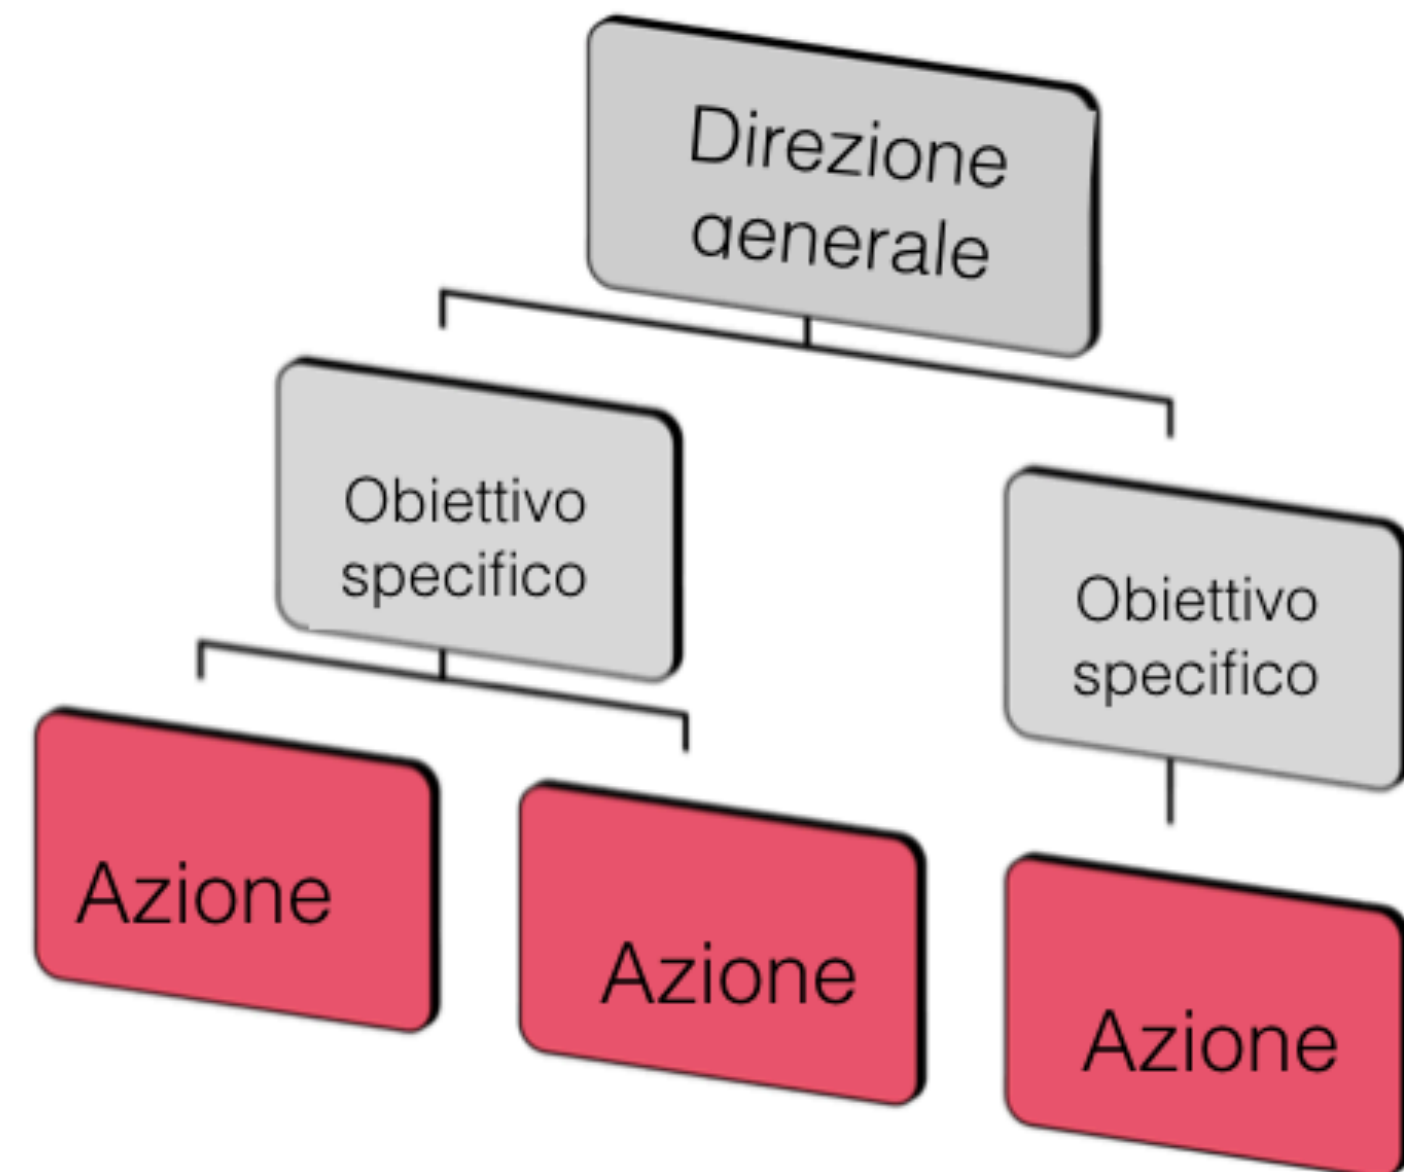 Direzione
generale
Obiettivo
specifico
Obiettivo
specifico
Azione
Azione
Azione